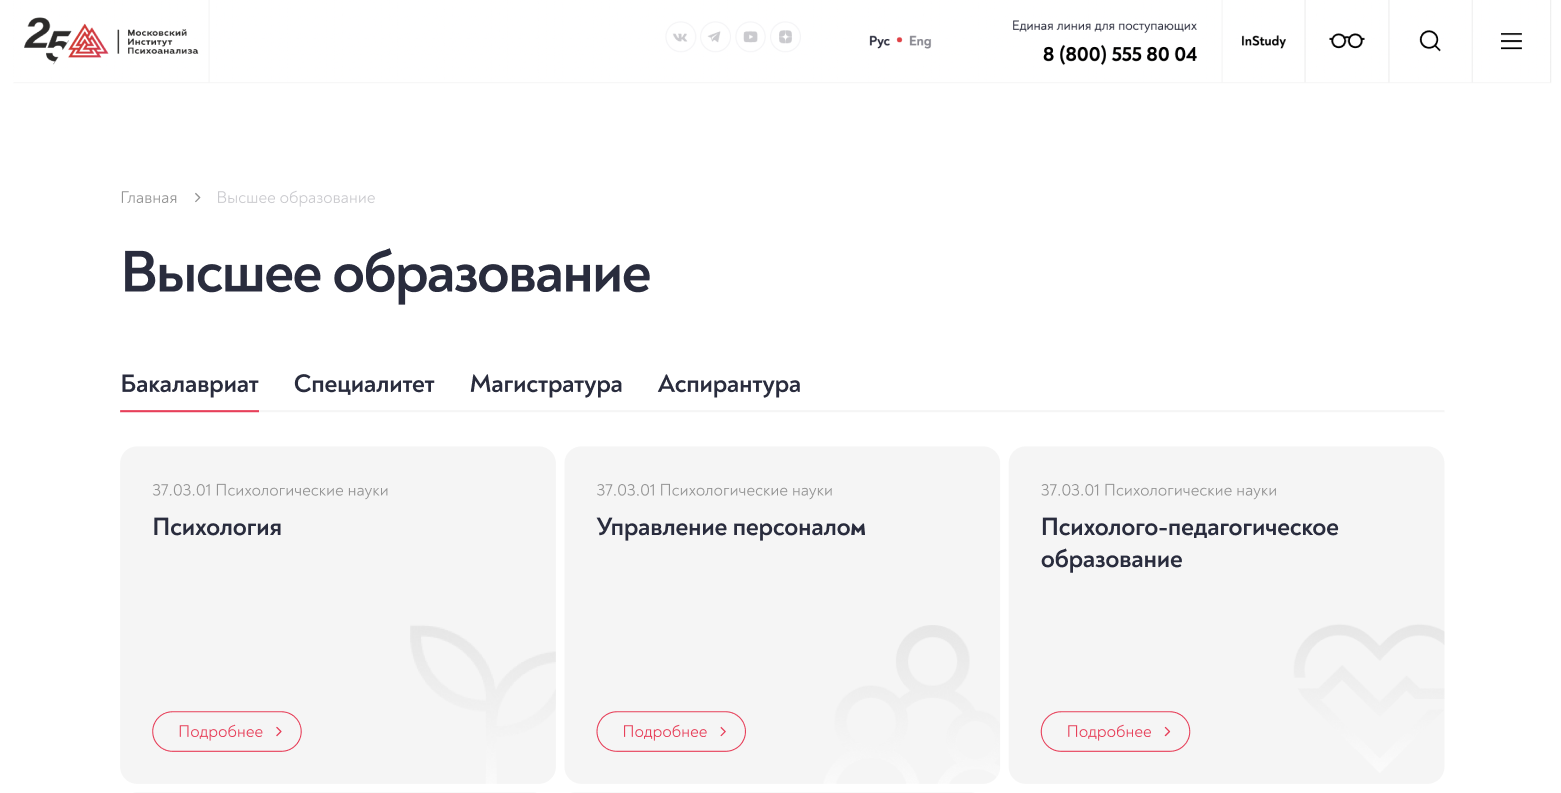 25
Московский
Институт
Психоанализа
Рус • Eng
Единая линия для поступающих
8 (800) 555 80 04
InStudy
Главная > Высшее образование
Высшее образование
Бакалавриат Специалитет Магистратура Аспирантура
37.03.01 Психологические науки
Психология
Подробнее >
37.03.01 Психологические науки
Управление персоналом
Подробнее >
37.03.01 Психологические науки
Психолого-педагогическое
образование
Подробнее >